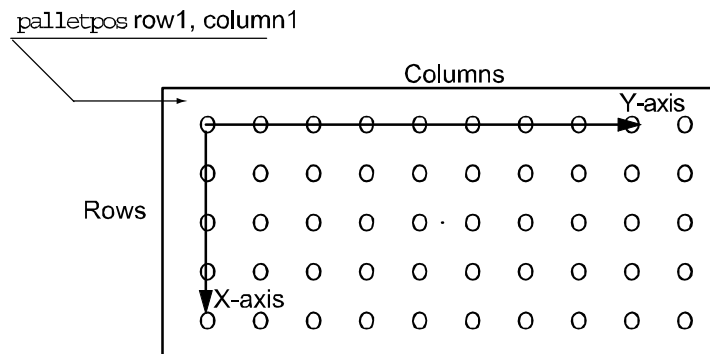 palletpos row1, column1
Columns
Y-axis
Rows
X-axis